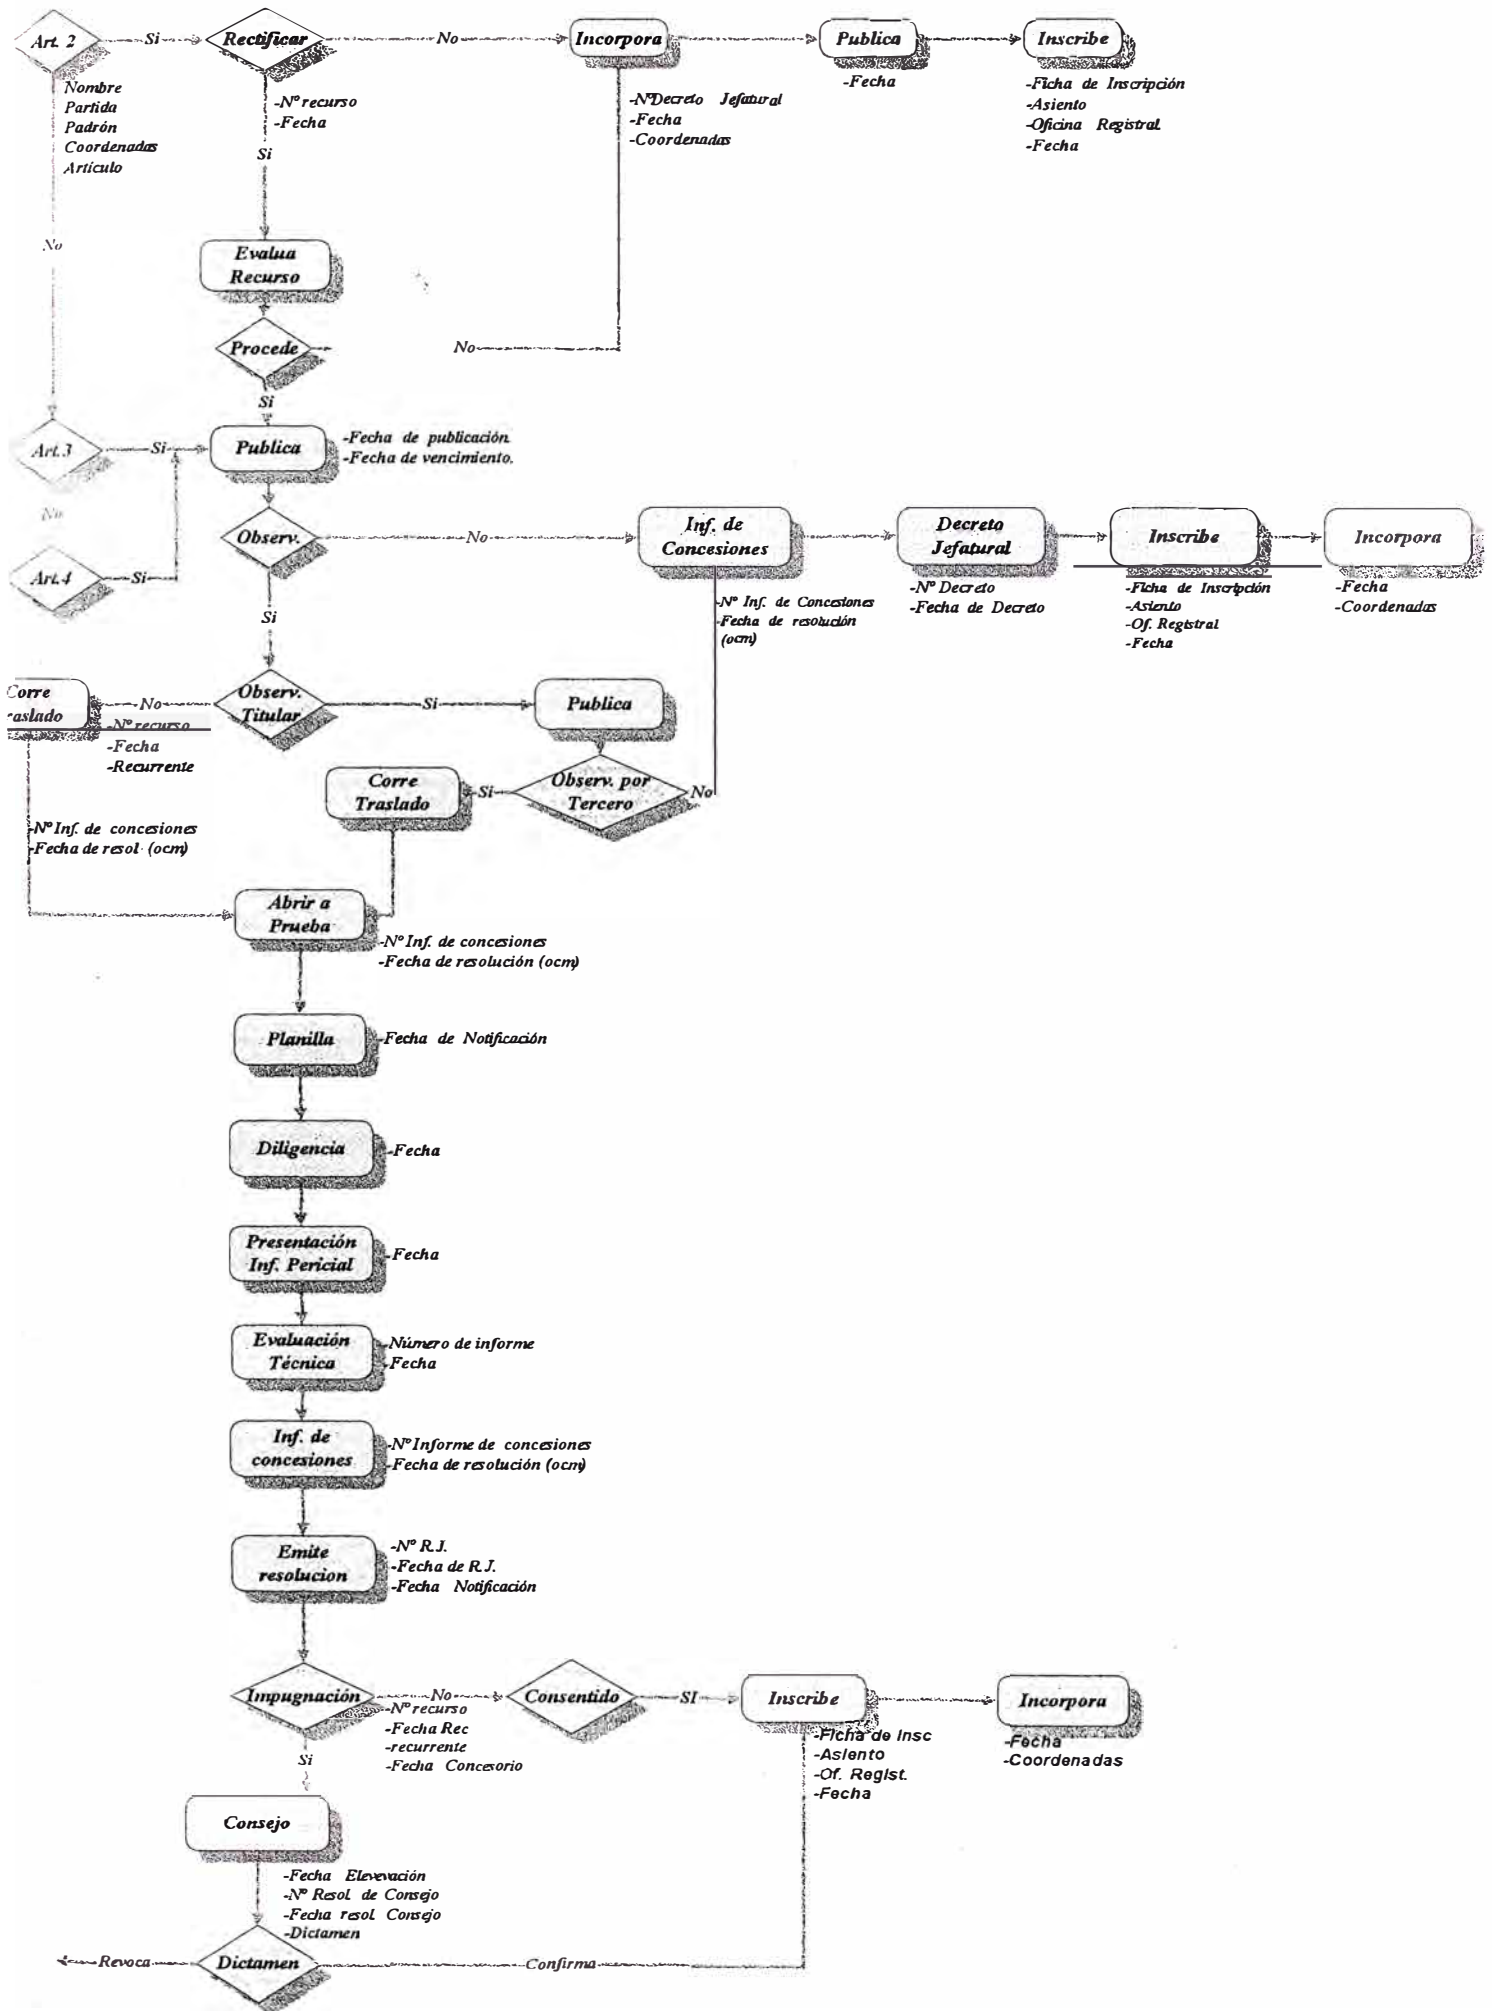 Art. 2
Si
Rectificar
No
Incorpora
Publica
Inscribe
Nombre
Partida
Padrón
Coordenadas
Artículo
-Nº recurso
-Fecha
Si
-NºDecreto Jefatural
-Fecha
-Coordenadas
-Fecha
-Ficha de Inscripción
-Asiento
-Oficina Registral
-Fecha
No
Evalua
Recurso
Procede
No
Si
Art.3
Si
Publica
-Fecha de publicación.
-Fecha de vencimiento.
No
Art.4
Si
Observ.
No
Inf. de
Concesiones
Decreto
Jefatural
Inscribe
Incorpora
Si
-Nº Inf. de Concesiones
-Fecha de resolución
(ocm)
-Nº Decreto
-Fecha de Decreto
-Ficha de Inscripción
-Asiento
-Of. Registral
-Fecha
-Fecha
-Coordenadas
Corre
raslado
No
-Nº recurso
-Fecha
-Recurrente
Observ.
Titular
Si
Publica
Corre
Traslado
Si
Observ. por
Tercero
No
-Nº Inf. de concesiones
-Fecha de resol (ocm)
Abrir a
Prueba
-Nº Inf. de concesiones
-Fecha de resolución (ocm)
Planilla
-Fecha de Notificación
Diligencia
-Fecha
Presentación
Inf. Pericial
-Fecha
Evaluación
Técnica
-Número de informe
-Fecha
Inf. de
concesiones
-Nº Informe de concesiones
-Fecha de resolución (ocm)
Emite
resolucion
-Nº R.J.
-Fecha de R.J.
-Fecha Notificación
Impugnación
No
Consentido
SI
Inscribe
Incorpora
-Nº recurso
-Fecha Rec
-recurrente
-Fecha Concesorio
-Ficha de Insc
-Asiento
-Of. Regist.
-Fecha
-Fecha
-Coordenadas
Si
Consejo
-Fecha Elevevación
-Nº Resol. de Consejo
-Fecha resol. Consejo
-Dictamen
Revoca
Dictamen
Confirma